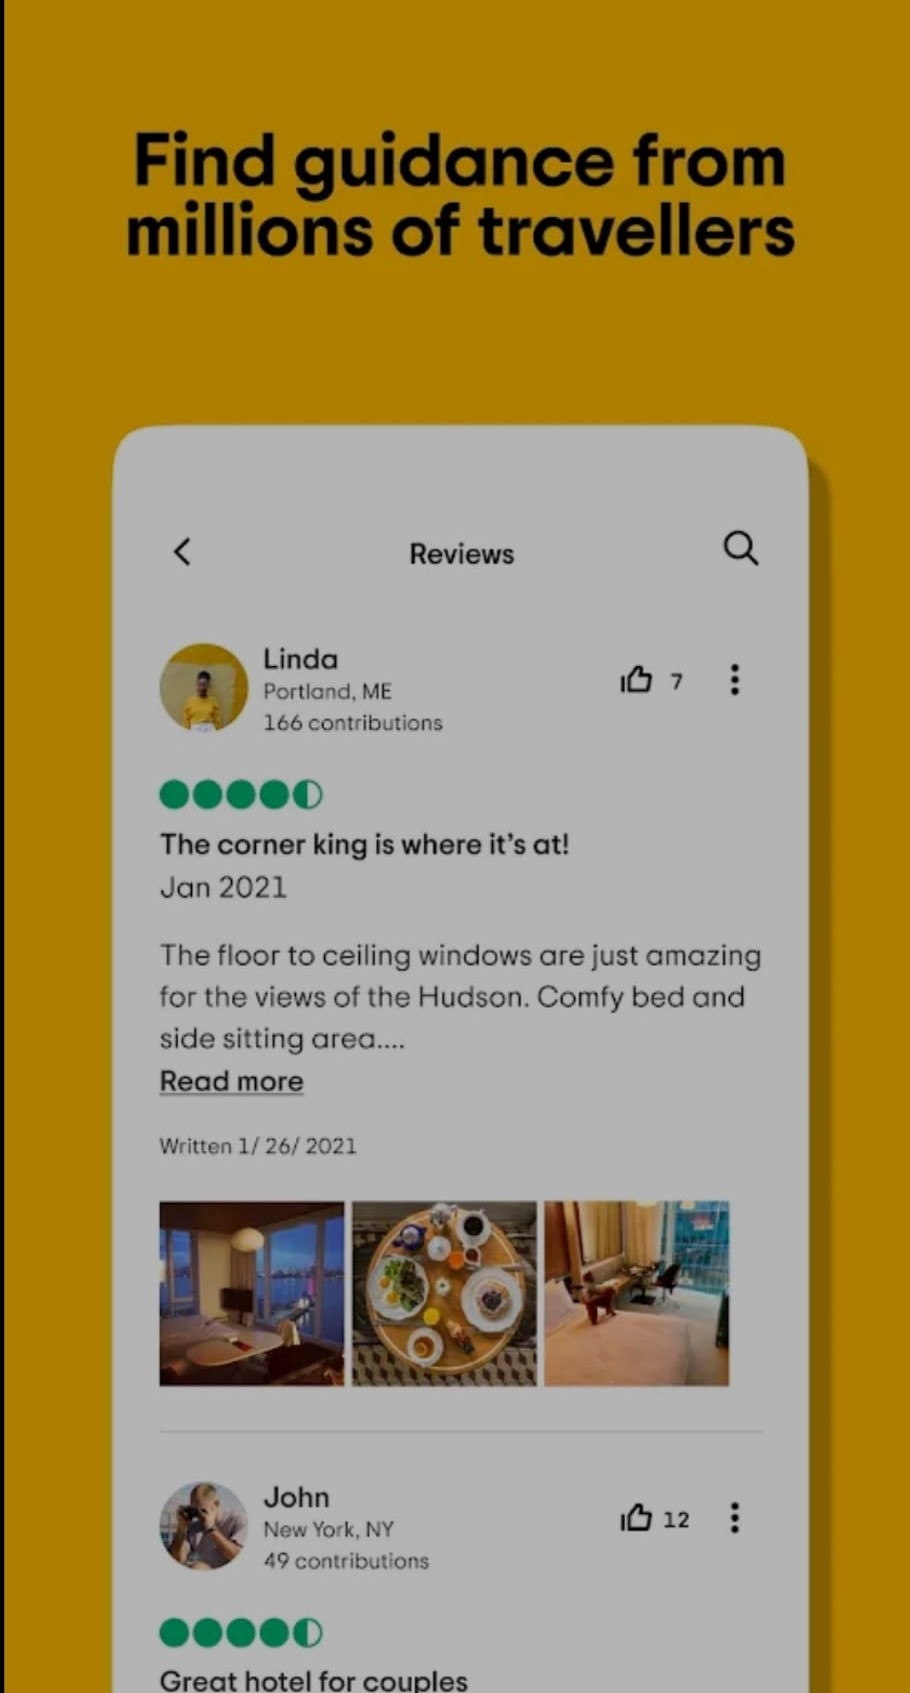 Find guidance from
millions of travellers
Reviews
Linda
Portland, ME
166 contributions
7
The corner king is where it's at!
Jan 2021
The floor to ceiling windows are just amazing
for the views of the Hudson. Comfy bed and
side sitting area....
Read more
Written 1/ 26/ 2021
John
New York, NY
49 contributions
12
Great hotel for couples